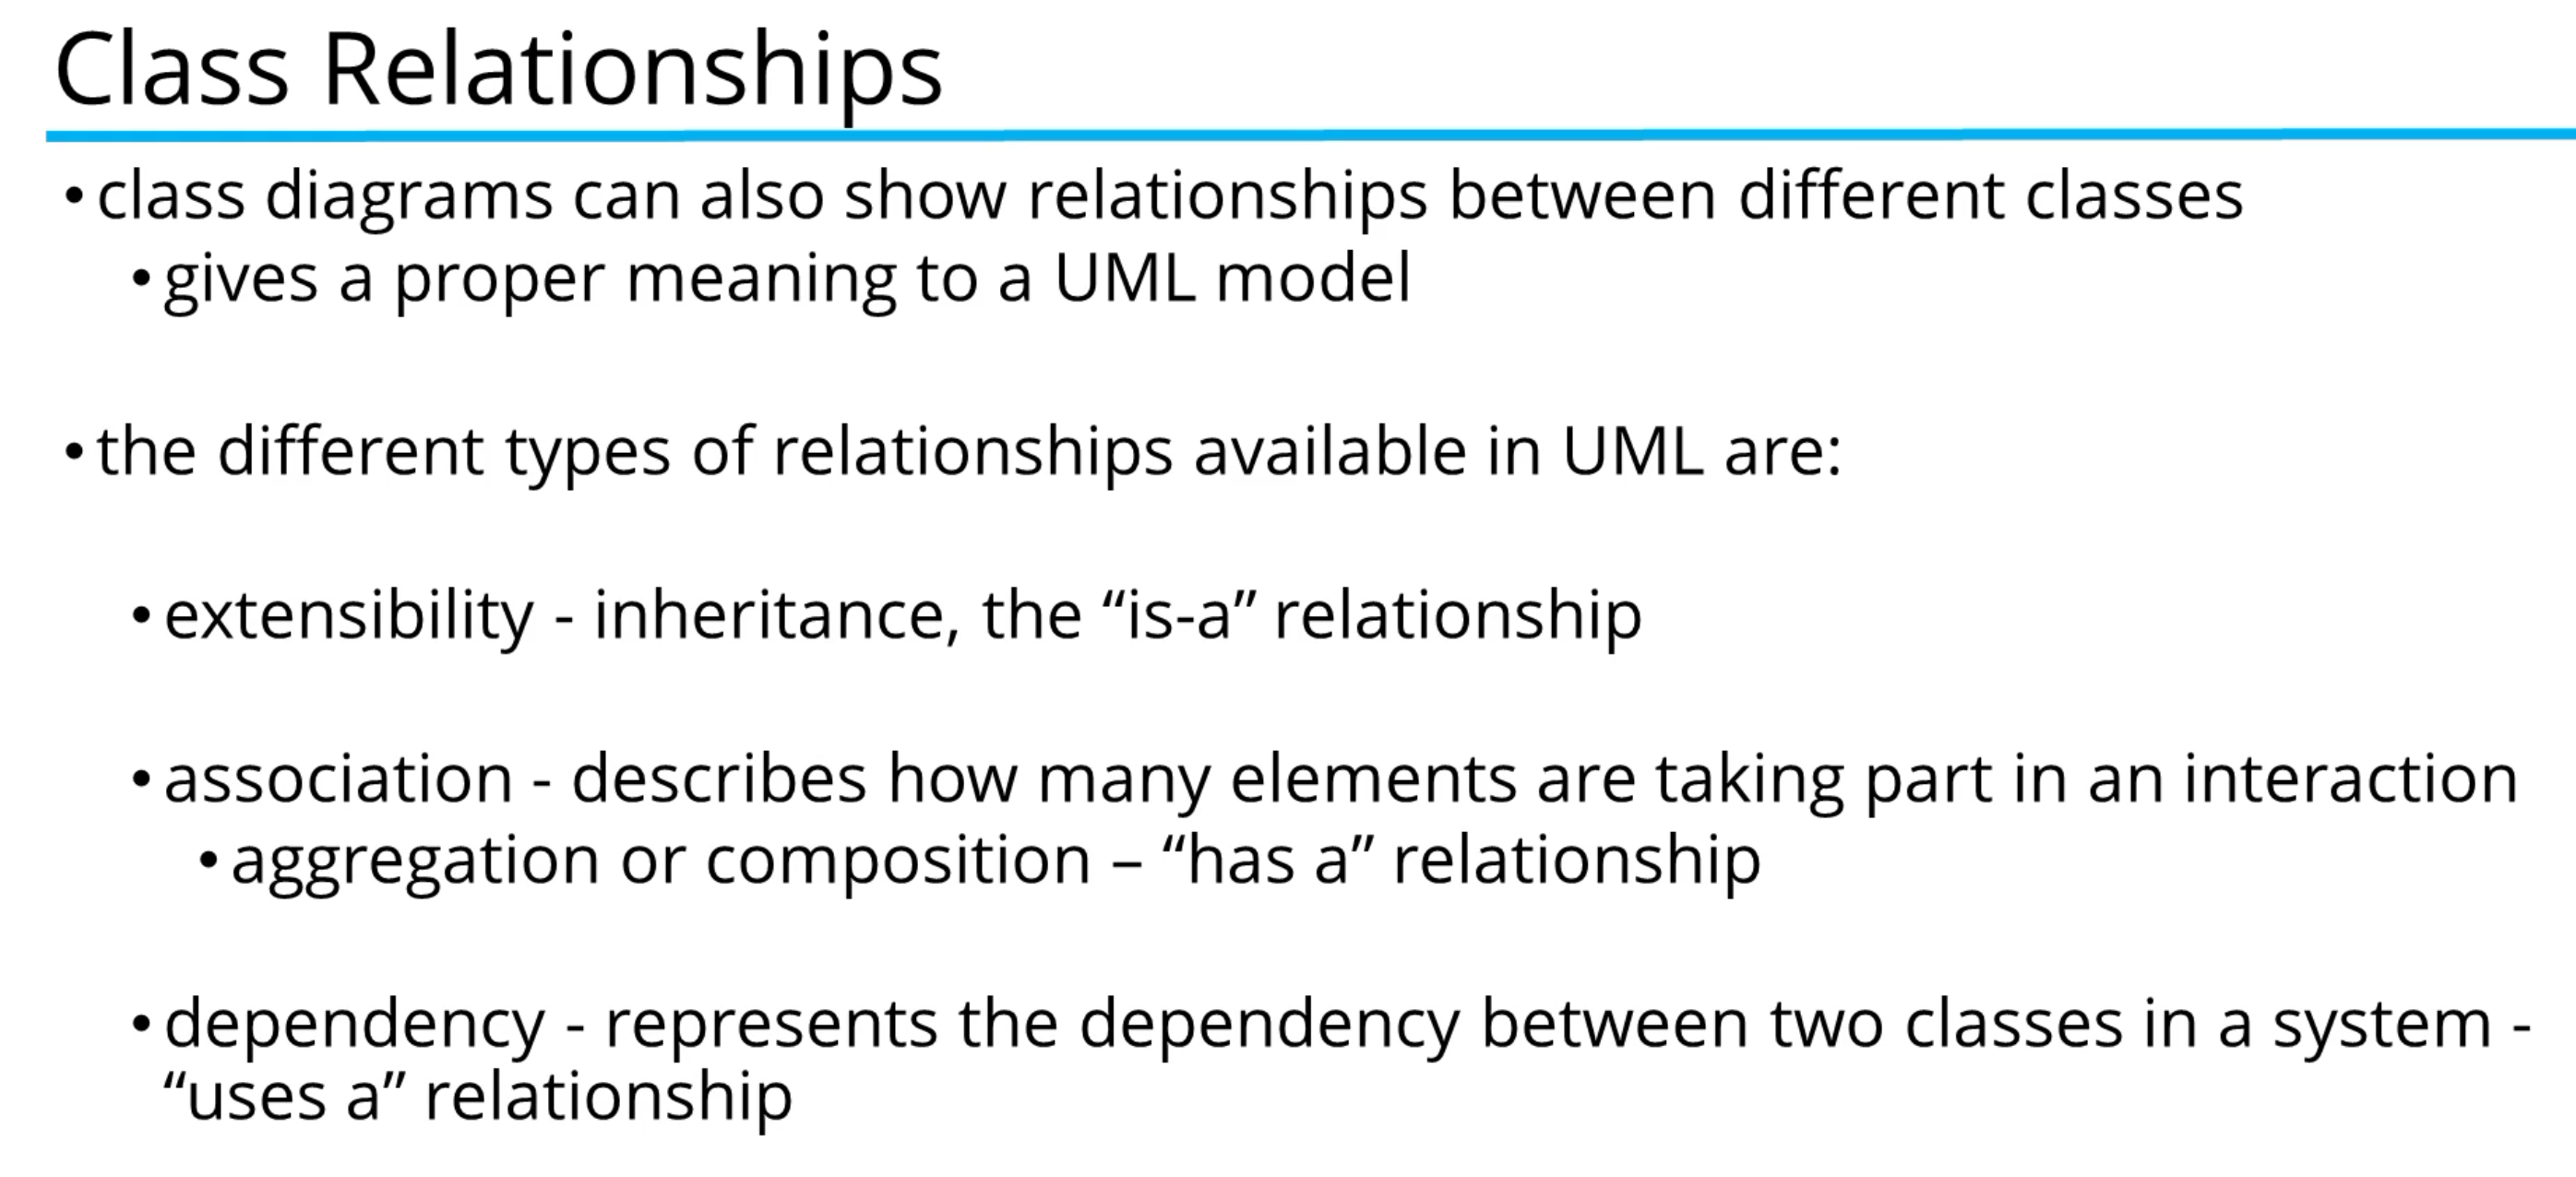 Class Relationships
• class diagrams can also show relationships between different classes
• gives a proper meaning to a UML model
• the different types of relationships available in UML are:
• extensibility - inheritance, the “is-a” relationship
• association - describes how many elements are taking part in an interaction
• aggregation or composition – “has a” relationship
• dependency - represents the dependency between two classes in a system -
“uses a” relationship